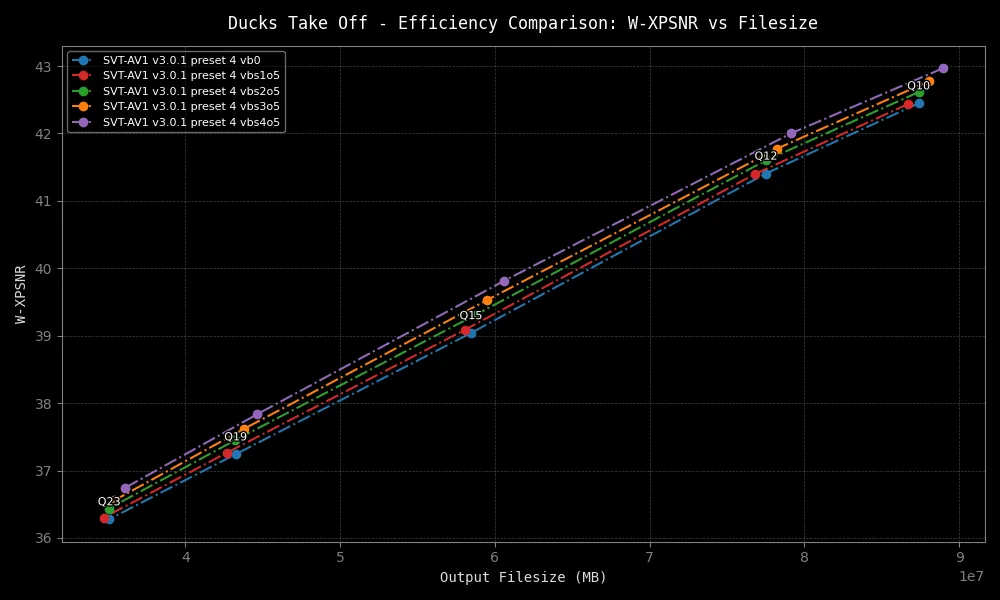 Ducks Take Off - Efficiency Comparison: W-XPSNR vs Filesize
SVT-AV1 v3.0.1 preset 4 vb0
SVT-AV1 v3.0.1 preset 4 vbs1o5
SVT-AV1 v3.0.1 preset 4 vbs2o5
SVT-AV1 v3.0.1 preset 4 vbs3o5
SVT-AV1 v3.0.1 preset 4 vbs4o5
43
42
41
40
39
38
37
36
W-XPSNR
Q10
Q12
Q15
Q19
Q23
4 5 6 7 8 9
1e7
Output Filesize (MB)